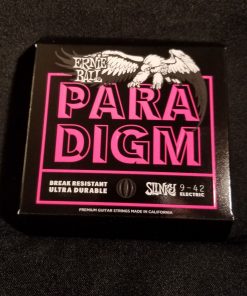 ERNIE
BALL
PARA
DIGM
BREAK RESISTANT
ULTRA DURABLE
SLINKY
9-42
ELECTRIC
PREMIUM GUITAR STRINGS MADE IN CALIFORNIA